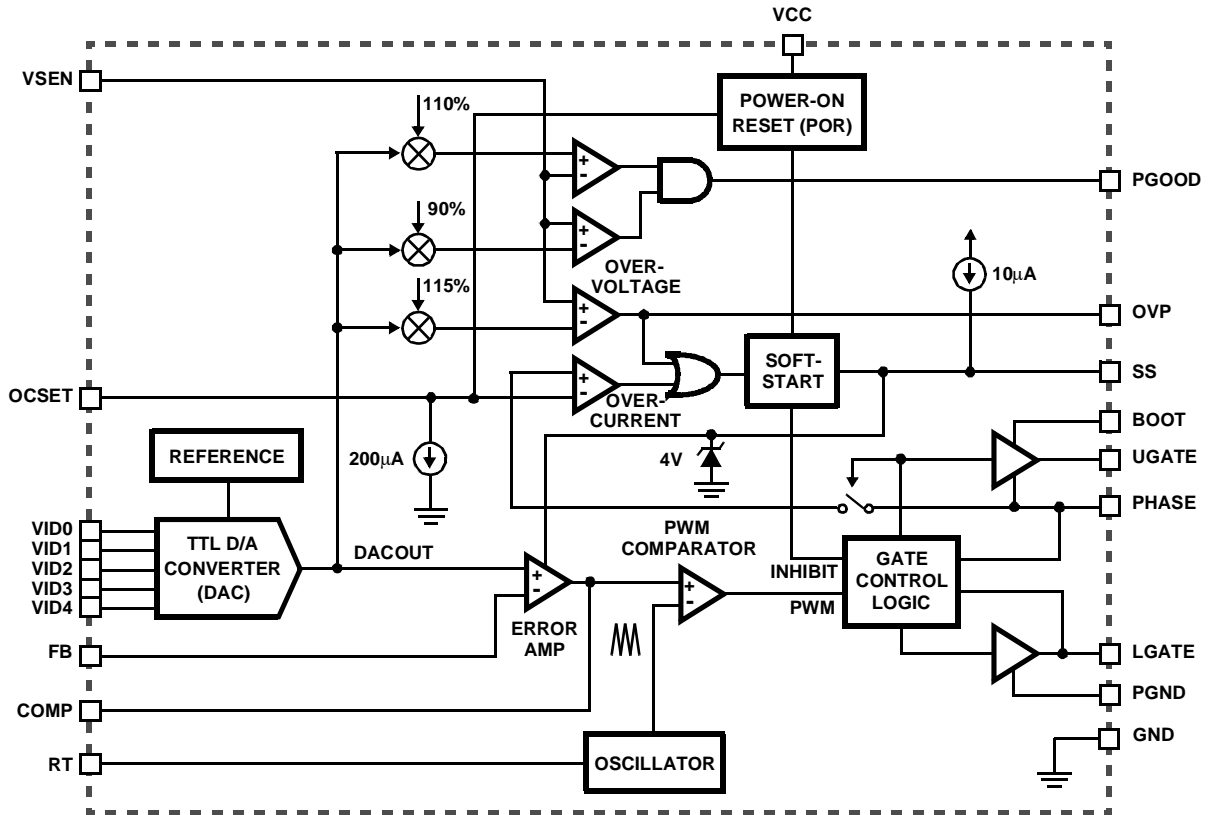 VCC
VSEN
110%
POWER-ON
RESET (POR)
+
-
PGOOD
90%
+
-
OVER-
VOLTAGE
10μA
115%
+
-
OVP
SOFT-
START
SS
OCSET
+
-
OVER-
CURRENT
BOOT
REFERENCE
200μA
4V
UGATE
PHASE
VID0
VID1
VID2
VID3
VID4
TTL D/A
CONVERTER
(DAC)
DACOUT
PWM
COMPARATOR
+
-
+
-
INHIBIT
PWM
GATE
CONTROL
LOGIC
ERROR
AMP
FB
LGATE
COMP
PGND
GND
RT
OSCILLATOR